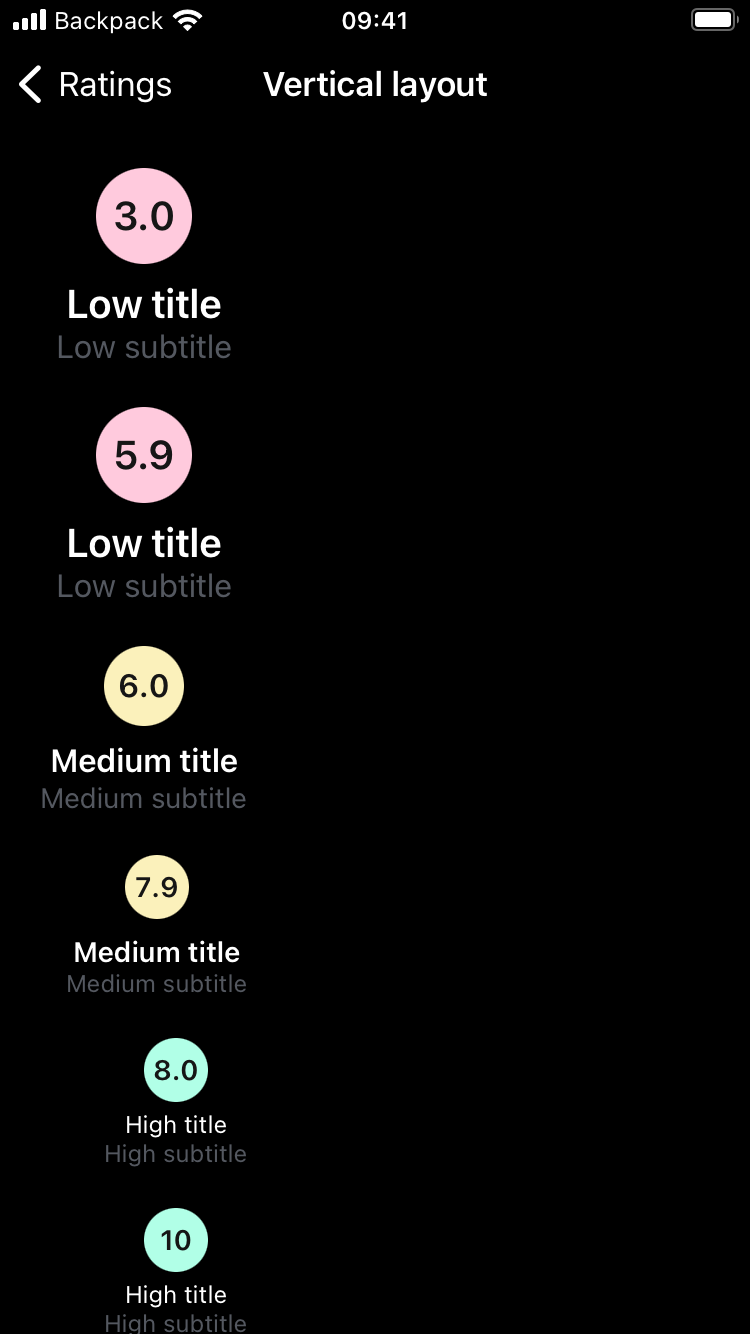 Backpack 09:41
Ratings Vertical layout
3.0
Low title
Low subtitle
5.9
Low title
Low subtitle
6.0
Medium title
Medium subtitle
7.9
Medium title
Medium subtitle
8.0
High title
High subtitle
10
High title
High subtitle